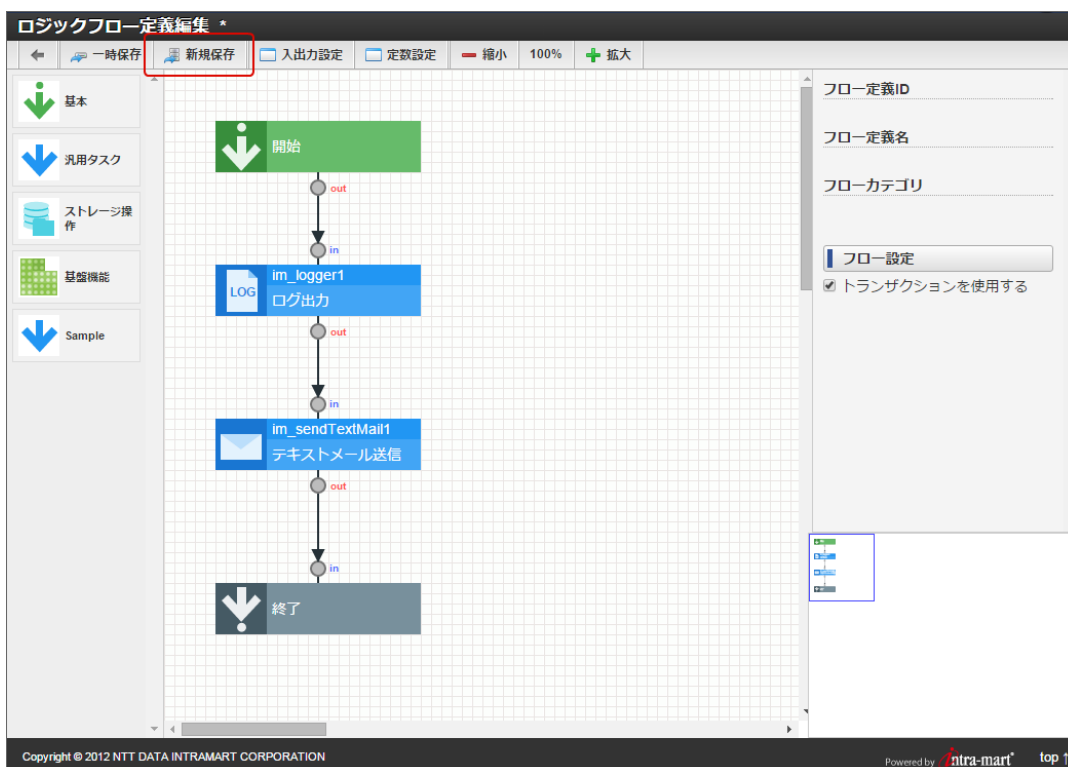 ロジックフロー定義編集 *
一時保存 新規保存 入出力設定 定数設定 縮小 100% 拡大
基本
汎用タスク
ストレージ操
作
基盤機能
Sample
開始
out
in
im_logger1
LOG
ログ出力
out
in
im_sendTextMail1
テキストメール送信
out
in
終了
フロー定義ID
フロー定義名
フローカテゴリ
フロー設定
トランザクションを使用する
Copyright © 2012 NTT DATA INTRAMART CORPORATION
Powered by intra-mart® top ↑